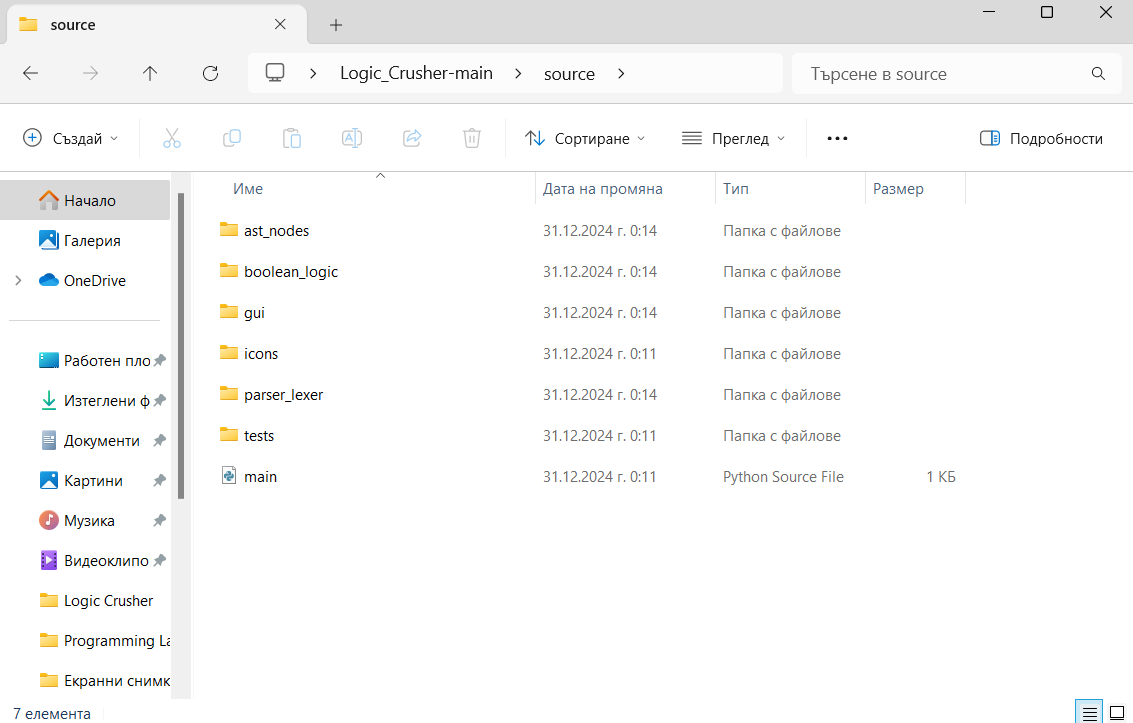 source
Logic_Crusher-main
source
Търсене в source
Създай
Сортиране
Преглед
Подробности
Начало
Галерия
OneDrive
Работен пло
Изтеглени ф
Документи
Картини
Музика
Видеоклипо
Logic Crusher
Programming La
Екранни снимк
Име Дата на промяна Тип Размер
ast_nodes 31.12.2024 г. 0:14 Папка с файлове
boolean_logic 31.12.2024 г. 0:14 Папка с файлове
gui 31.12.2024 г. 0:14 Папка с файлове
icons 31.12.2024 г. 0:11 Папка с файлове
parser_lexer 31.12.2024 г. 0:14 Папка с файлове
tests 31.12.2024 г. 0:11 Папка с файлове
main 31.12.2024 г. 0:11 Python Source File 1 КБ
7 елемента